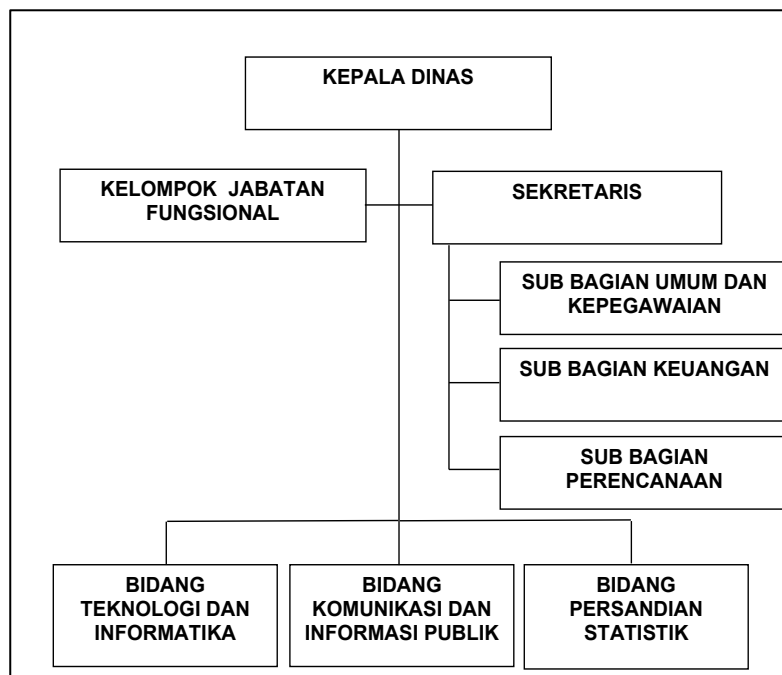 KEPALA DINAS
KELOMPOK JABATAN
FUNGSIONAL
SEKRETARIS
SUB BAGIAN UMUM DAN
KEPEGAWAIAN
SUB BAGIAN KEUANGAN
SUB BAGIAN
PERENCANAAN
BIDANG
TEKNOLOGI DAN
INFORMATIKA
BIDANG
KOMUNIKASI DAN
INFORMASI PUBLIK
BIDANG
PERSANDIAN
STATISTIK